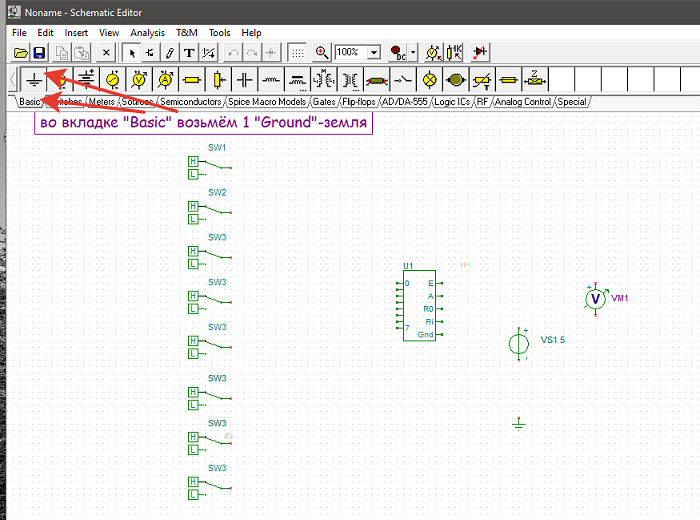 Noname - Schematic Editor
File Edit Insert View Analysis T&M Tools Help
T 100% DC 1K
M Z
Basic Switches Meters Sources Semiconductors Spice Macro Models Gates Flip-flops AD/DA-555 Logic ICs RF Analog Control Special
во вкладке "Basic" возьмём 1 "Ground"-земля
SW1
H
L
SW2
H
L
SW3
H
L
SW3
H
L
SW3
H
L
SW3
H
L
SW3
H
L
SW3
H
L
U1
0 E
A
R0
Ri
7 Gnd
+ V VM1
+ VS1 5